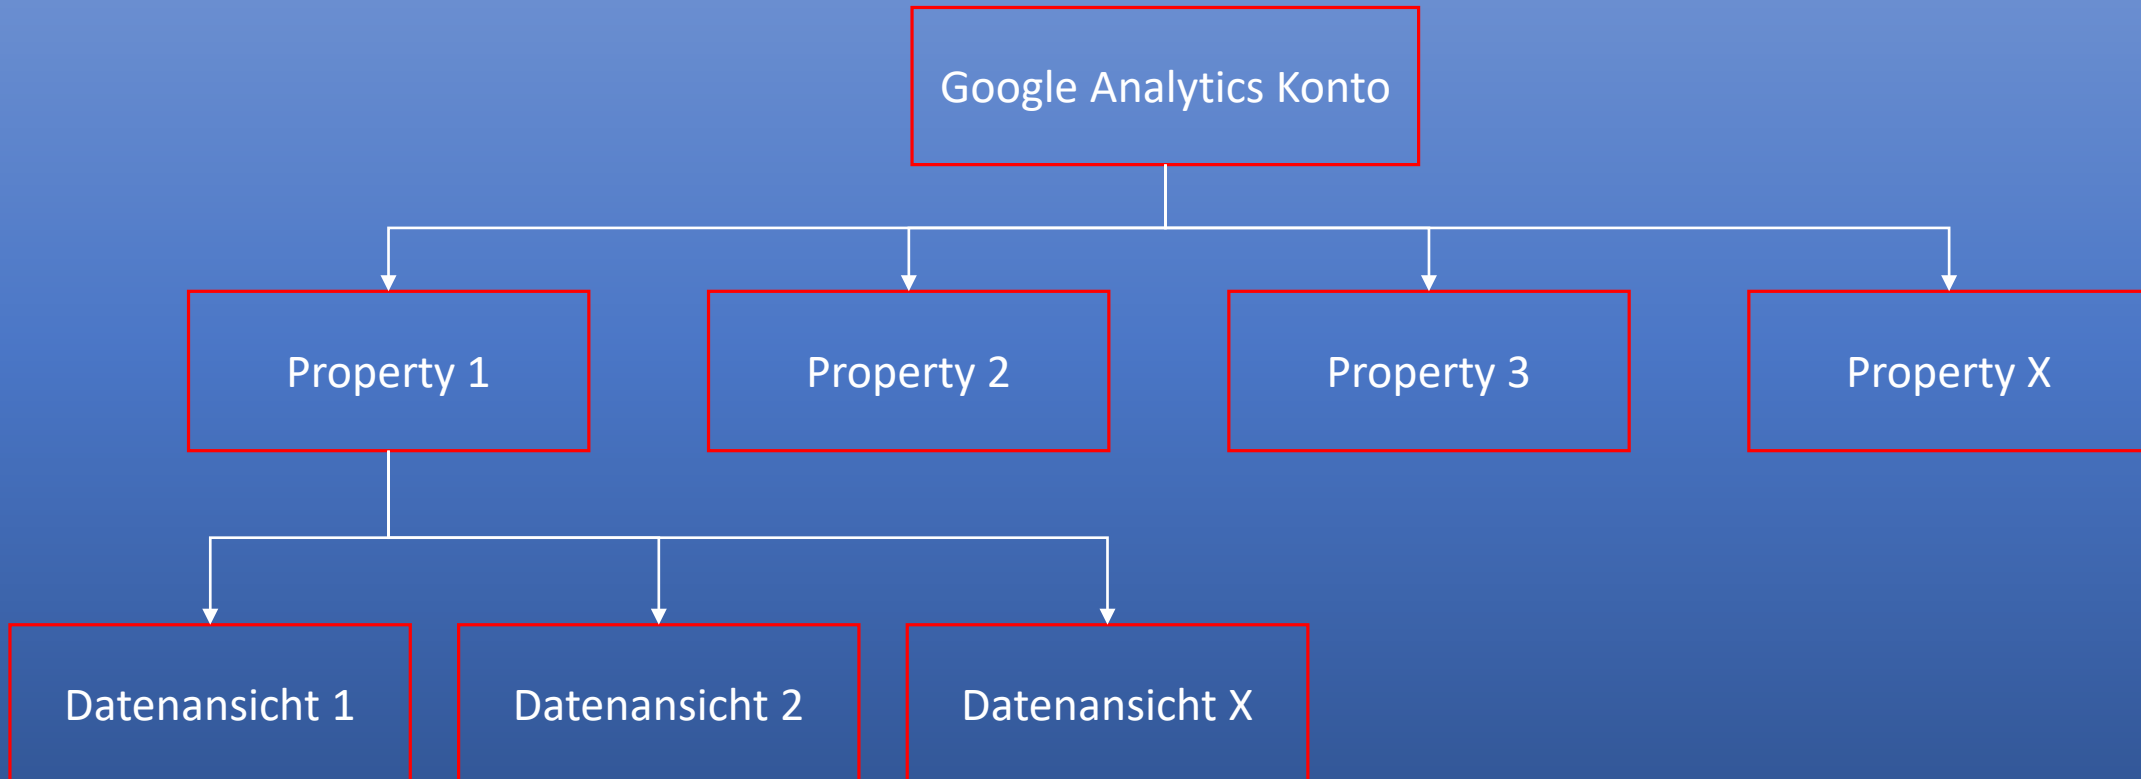 Google Analytics Konto
Property 1
Property 2
Property 3
Property X
Datenansicht 1
Datenansicht 2
Datenansicht X